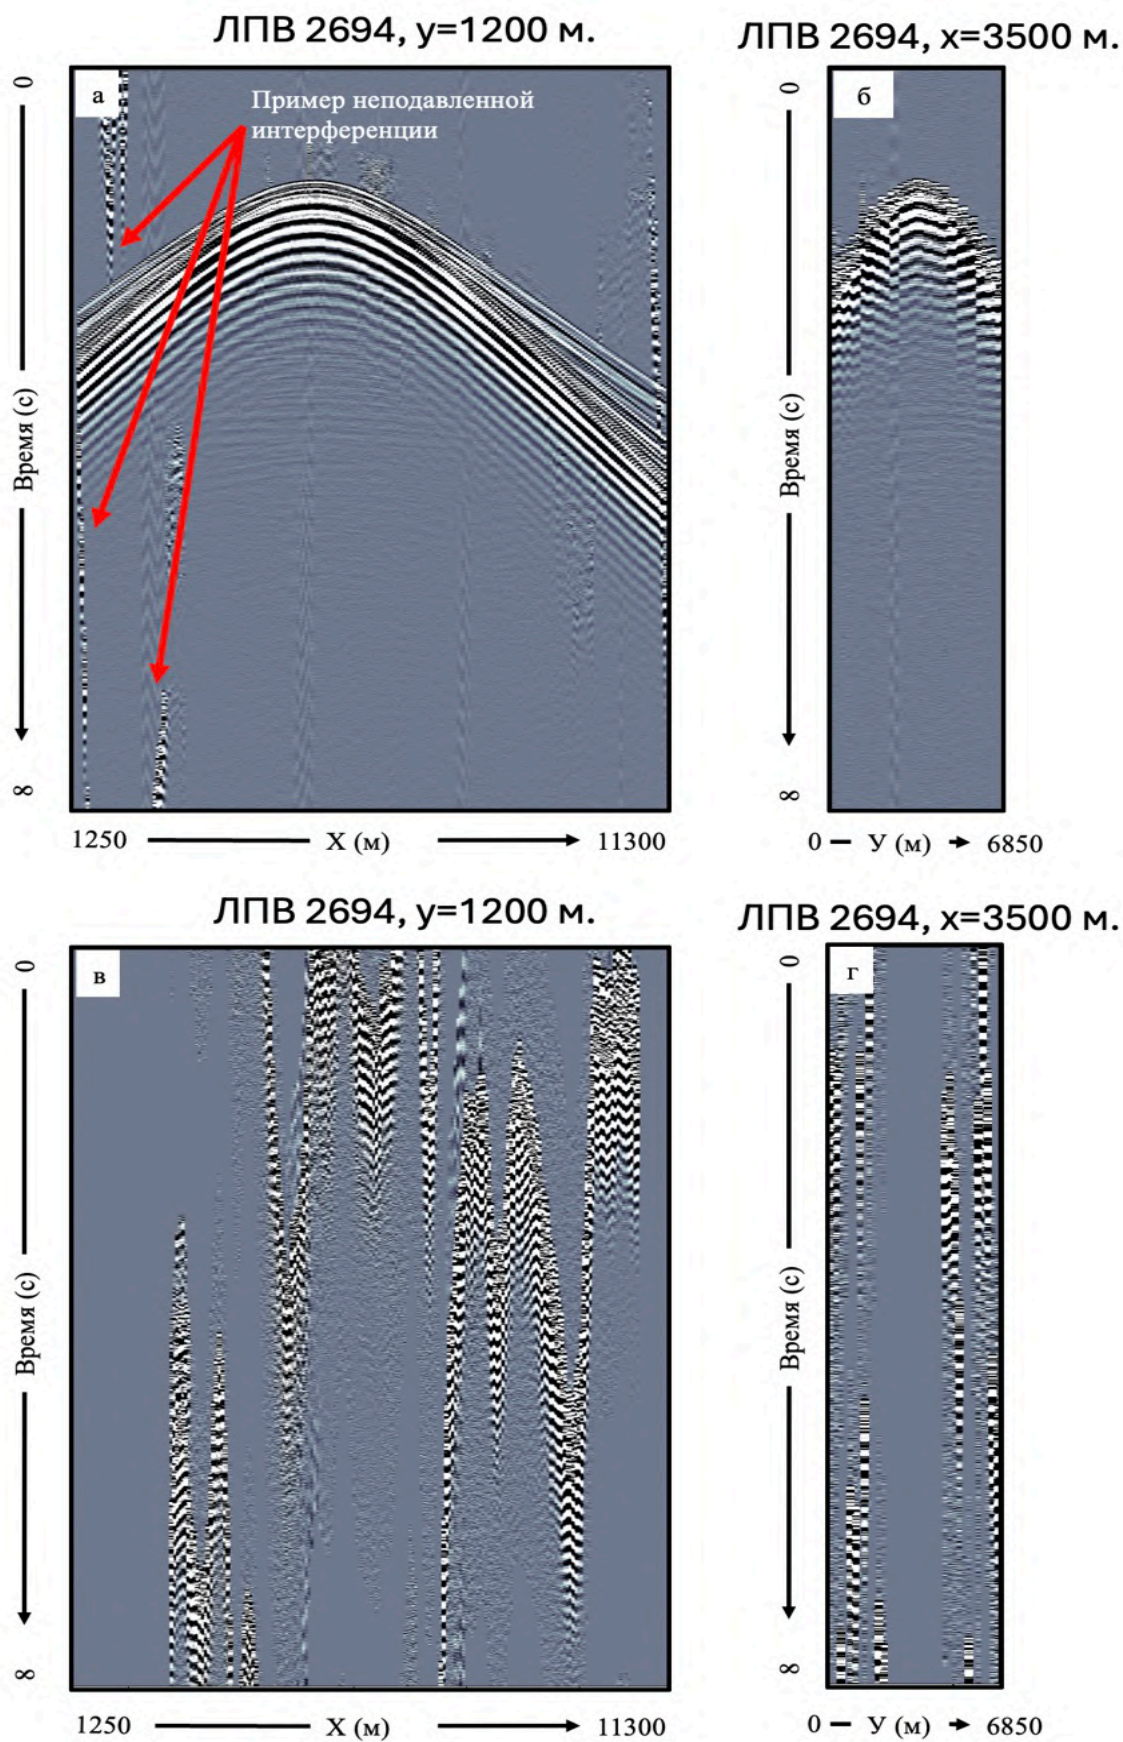 ЛПВ 2694, y=1200 м.
ЛПВ 2694, x=3500 м.
а
Пример неподавленной
интерференции
б
0
Время (с)
8
0
Время (с)
8
1250
X (м)
11300
0
У (м)
6850
ЛПВ 2694, y=1200 м.
ЛПВ 2694, x=3500 м.
в
г
0
Время (с)
8
0
Время (с)
8
1250
X (м)
11300
0
У (м)
6850